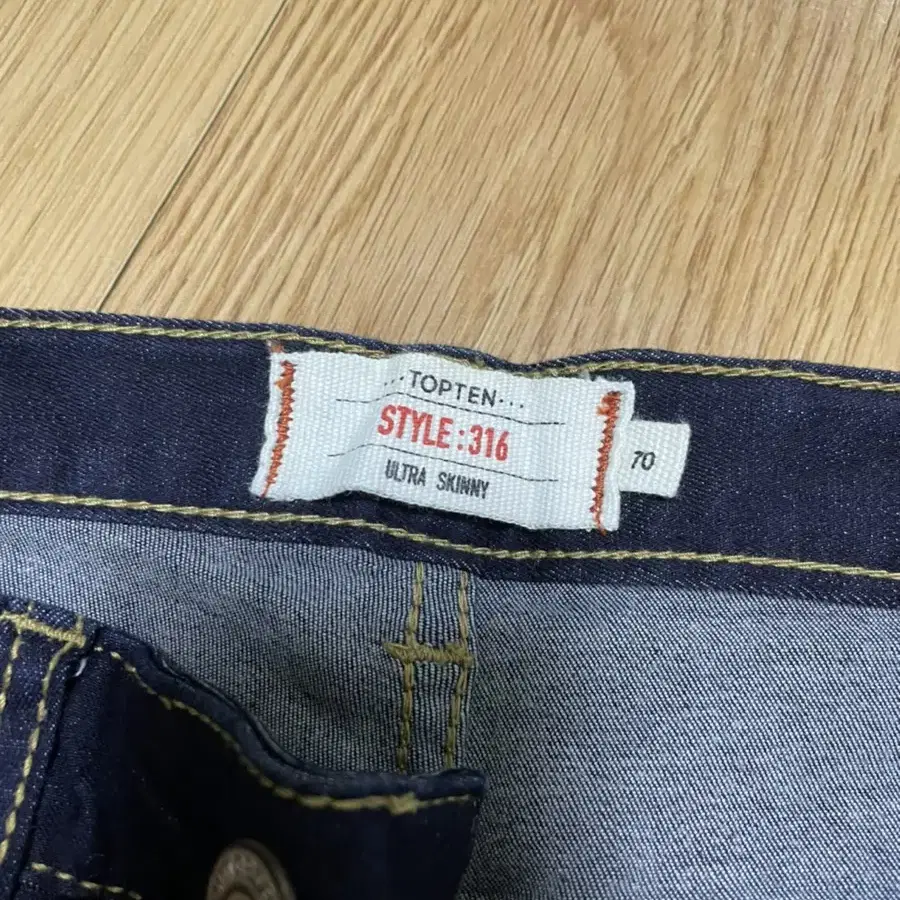 ···TOPTEN···
STYLE:316
ULTRA SKINNY
70